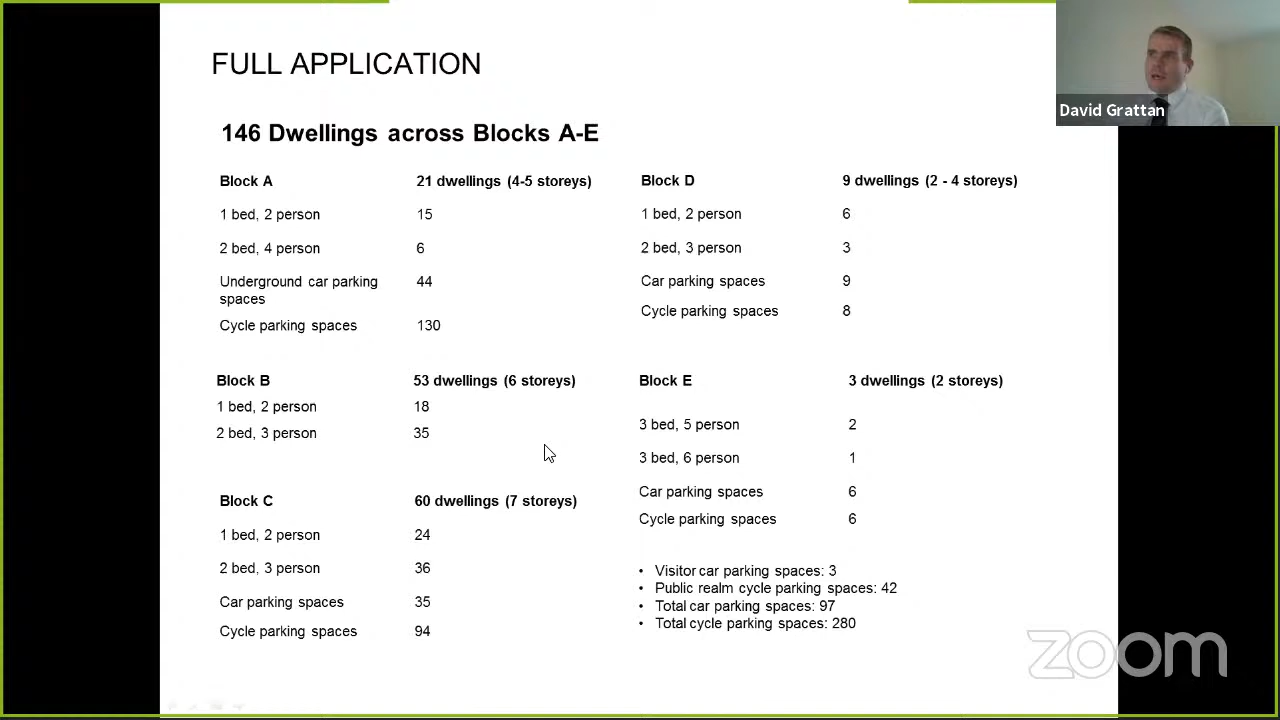 FULL APPLICATION
David Grattan
146 Dwellings across Blocks A-E
Block A 21 dwellings (4-5 storeys)
1 bed, 2 person 15
2 bed, 4 person 6
Underground car parking 44
spaces
Cycle parking spaces 130
Block B 53 dwellings (6 storeys)
1 bed, 2 person 18
2 bed, 3 person 35
Block C 60 dwellings (7 storeys)
1 bed, 2 person 24
2 bed, 3 person 36
Car parking spaces 35
Cycle parking spaces 94
Block D 9 dwellings (2 - 4 storeys)
1 bed, 2 person 6
2 bed, 3 person 3
Car parking spaces 9
Cycle parking spaces 8
Block E 3 dwellings (2 storeys)
3 bed, 5 person 2
3 bed, 6 person 1
Car parking spaces 6
Cycle parking spaces 6
• Visitor car parking spaces: 3
• Public realm cycle parking spaces: 42
• Total car parking spaces: 97
• Total cycle parking spaces: 280
zoom